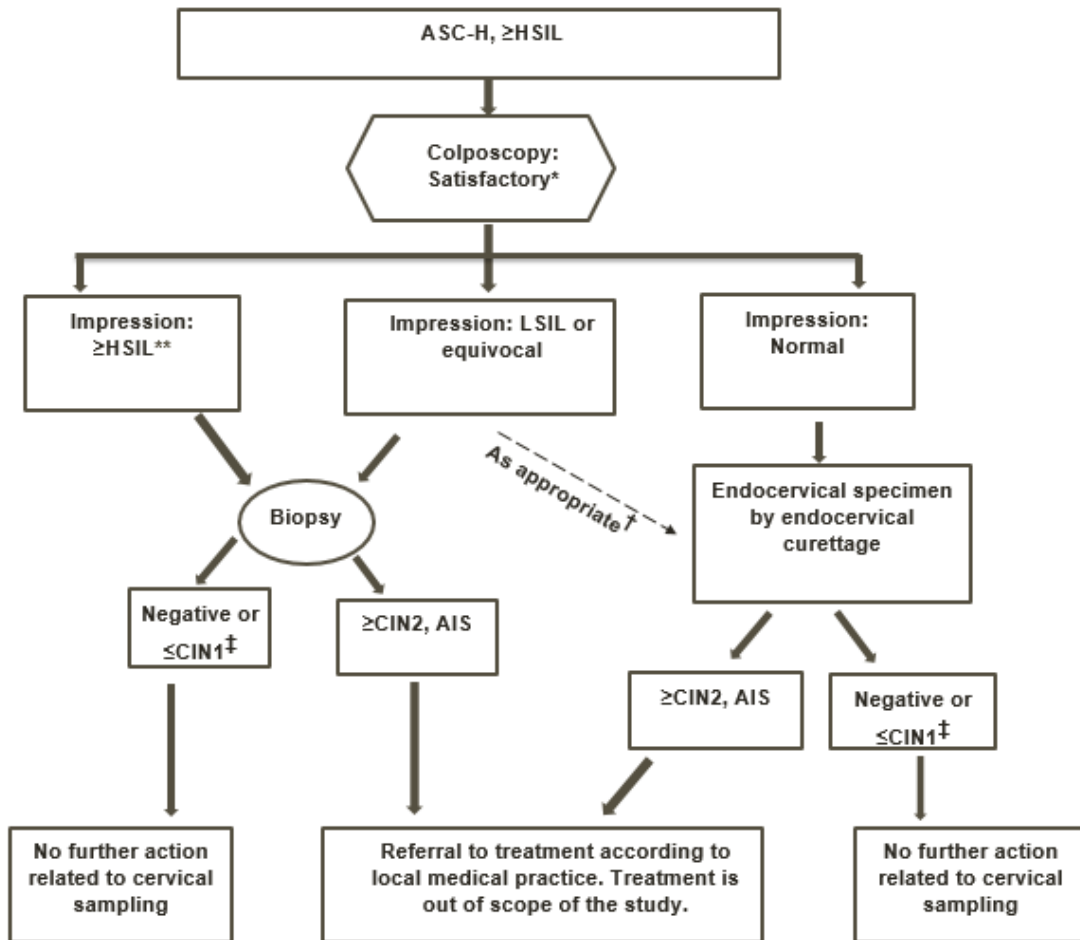 ASC-H, ≥HSIL
Colposcopy:
Satisfactory*
Impression:
≥HSIL**
Impression: LSIL or
equivocal
Impression:
Normal
As appropriate†
Biopsy
Endocervical specimen
by endocervical
curettage
Negative or
≤CIN1‡
≥CIN2, AIS
≥CIN2, AIS
Negative or
≤CIN1‡
No further action
related to cervical
sampling
Referral to treatment according to
local medical practice. Treatment is
out of scope of the study.
No further action
related to cervical
sampling